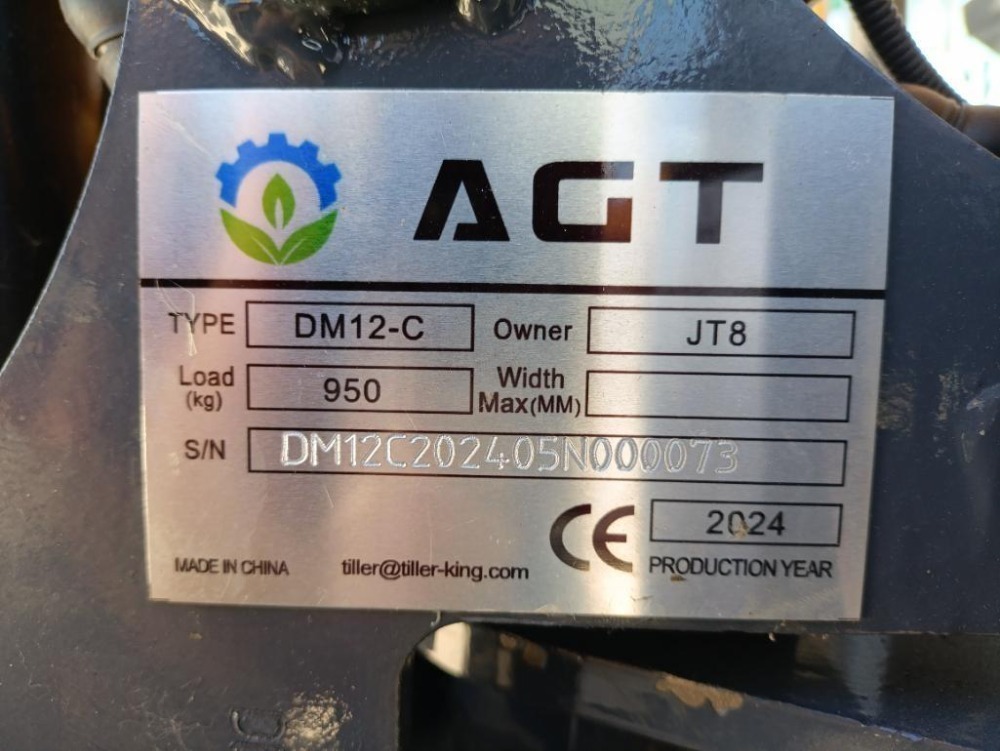 AGT
TYPE DM12-C Owner JT8
Load (kg) 950 Width Max(MM)
S/N DM12C202405N000073
CE 2024
MADE IN CHINA tiller@tiller-king.com PRODUCTION YEAR